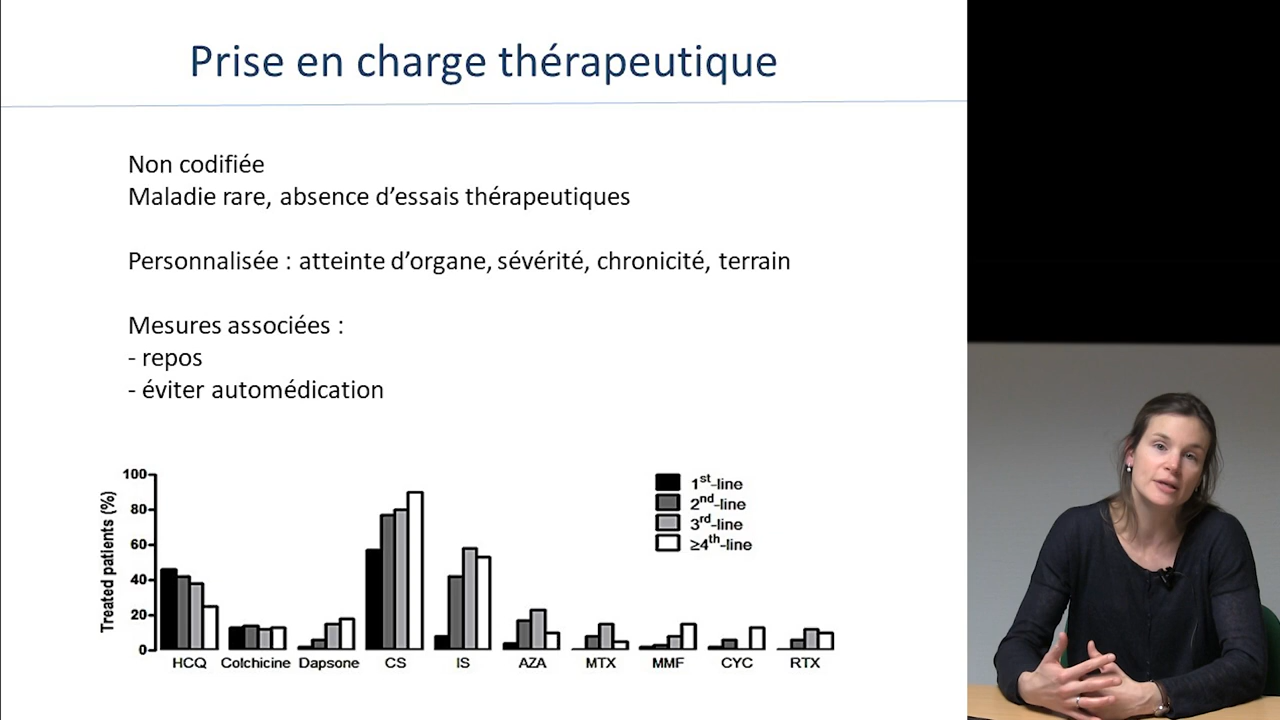 Prise en charge thérapeutique
Non codifiée
Maladie rare, absence d’essais thérapeutiques
Personnalisée : atteinte d’organe, sévérité, chronicité, terrain
Mesures associées :
- repos
- éviter automédication
Treated patients (%)
100
80
60
40
20
0
1st-line
2nd-line
3rd-line
≥4th-line
HCQ Colchicine Dapsone CS IS AZA MTX MMF CYC RTX